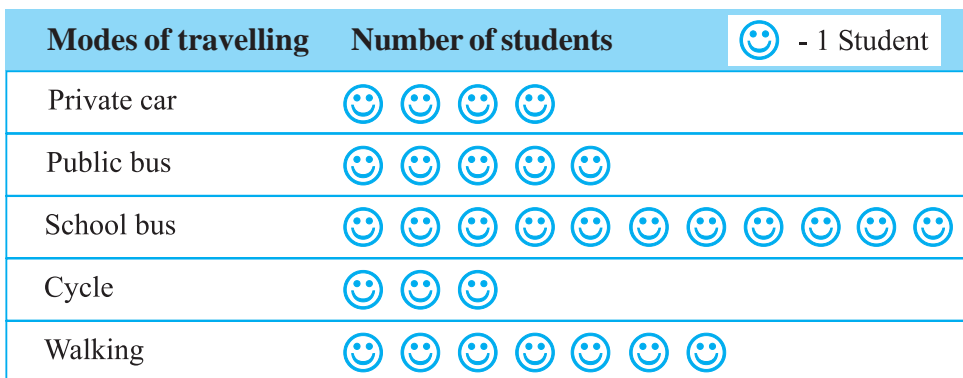 Modes of travelling Number of students - 1 Student
Private car
Public bus
School bus
Cycle
Walking